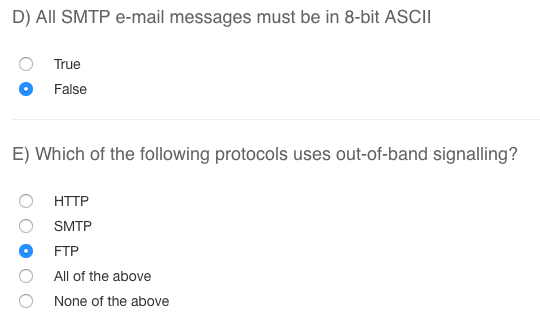 D) All SMTP e-mail messages must be in 8-bit ASCII
True
False
E) Which of the following protocols uses out-of-band signalling?
HTTP
SMTP
FTP
All of the above
None of the above